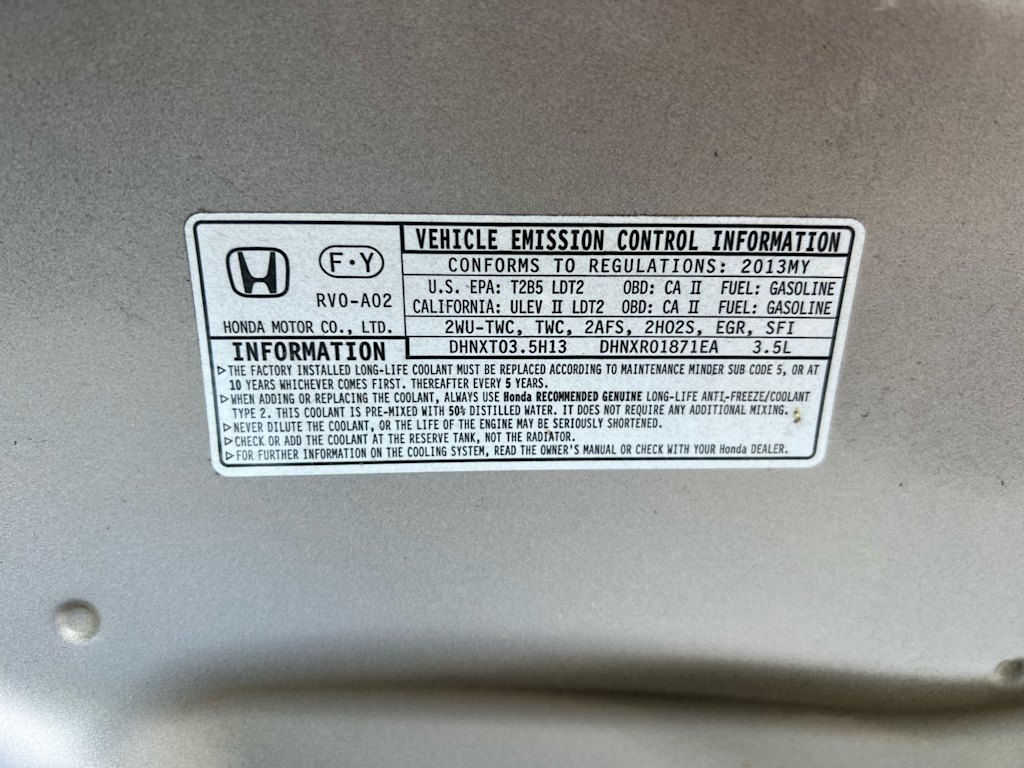 F·Y
RV0-A02
HONDA MOTOR CO., LTD.
VEHICLE EMISSION CONTROL INFORMATION
CONFORMS TO REGULATIONS: 2013MY
U.S. EPA: T2B5 LDT2 OBD: CA II FUEL: GASOLINE
CALIFORNIA: ULEV II LDT2 OBD: CA II FUEL: GASOLINE
2WU-TWC, TWC, 2AFS, 2HO2S, EGR, SFI
DHNXT03.5H13 DHNXR01871EA 3.5L
INFORMATION
▷THE FACTORY INSTALLED LONG-LIFE COOLANT MUST BE REPLACED ACCORDING TO MAINTENANCE MINDER SUB CODE 5, OR AT
10 YEARS WHICHEVER COMES FIRST. THEREAFTER EVERY 5 YEARS.
▷WHEN ADDING OR REPLACING THE COOLANT, ALWAYS USE Honda RECOMMENDED GENUINE LONG-LIFE ANTI-FREEZE/COOLANT
TYPE 2. THIS COOLANT IS PRE-MIXED WITH 50% DISTILLED WATER. IT DOES NOT REQUIRE ANY ADDITIONAL MIXING.
▷NEVER DILUTE THE COOLANT, OR THE LIFE OF THE ENGINE MAY BE SERIOUSLY SHORTENED.
▷CHECK OR ADD THE COOLANT AT THE RESERVE TANK, NOT THE RADIATOR.
▷FOR FURTHER INFORMATION ON THE COOLING SYSTEM, READ THE OWNER'S MANUAL OR CHECK WITH YOUR Honda DEALER.